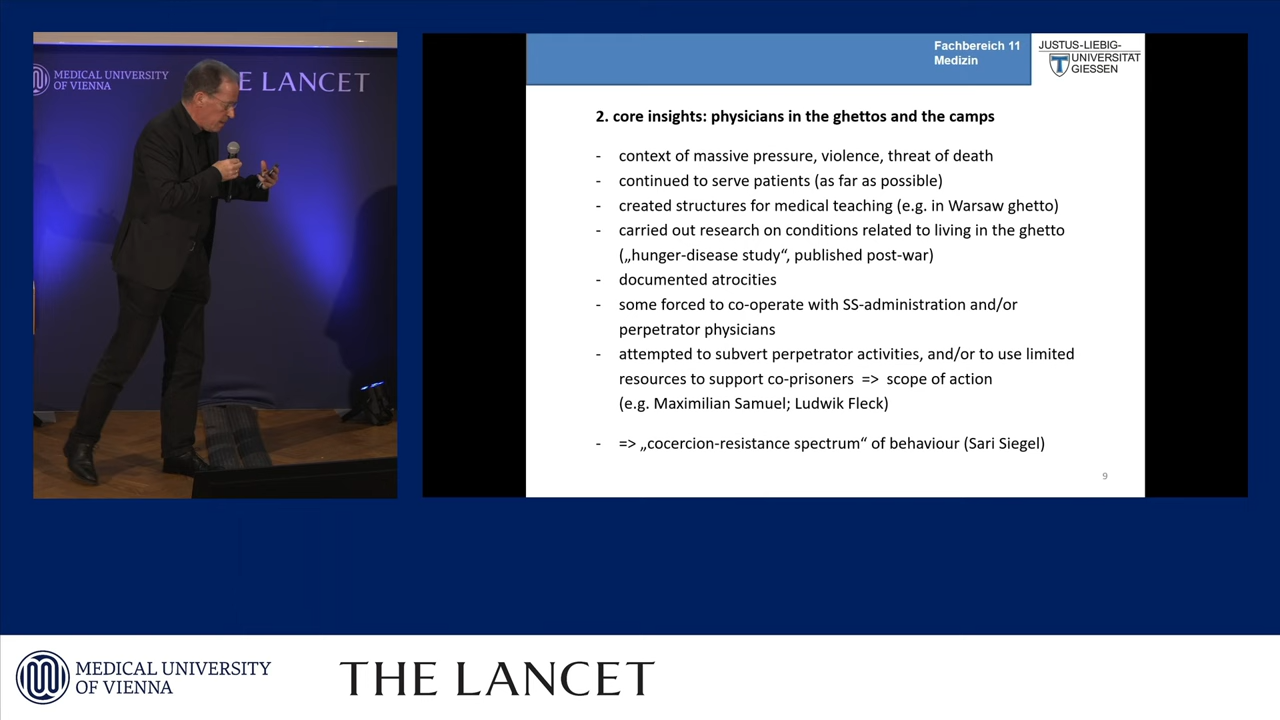 MEDICAL UNIVERSITY
OF VIENNA
E LANCET
Fachbereich 11
Medizin
JUSTUS-LIEBIG-
UNIVERSITAT
GIESSEN
2. core insights: physicians in the ghettos and the camps
- context of massive pressure, violence, threat of death
- continued to serve patients (as far as possible)
- created structures for medical teaching (e.g. in Warsaw ghetto)
- carried out research on conditions related to living in the ghetto
(„hunger-disease study“, published post-war)
- documented atrocities
- some forced to co-operate with SS-administration and/or
perpetrator physicians
- attempted to subvert perpetrator activities, and/or to use limited
resources to support co-prisoners => scope of action
(e.g. Maximilian Samuel; Ludwik Fleck)
- => „cocercion-resistance spectrum“ of behaviour (Sari Siegel)
9
MEDICAL UNIVERSITY
OF VIENNA
THE LANCET